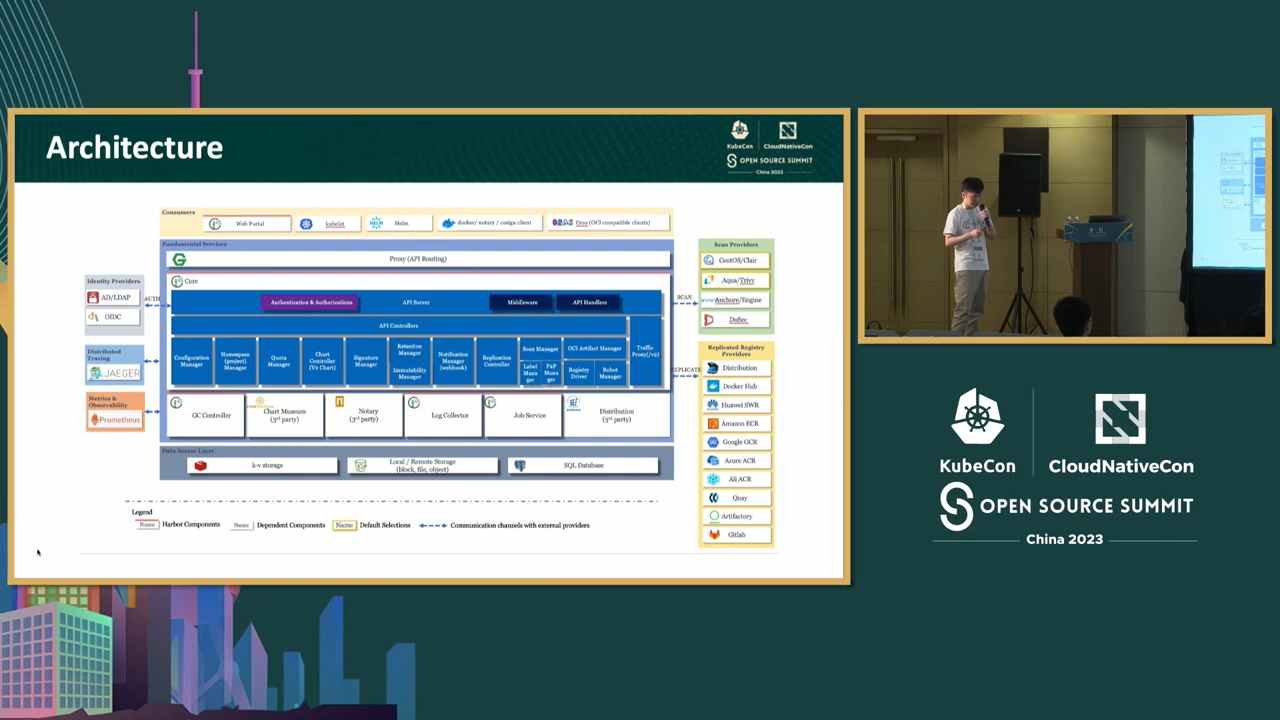 Architecture
KubeCon
CloudNativeCon
OPEN SOURCE SUMMIT
China 2023
Consumers
Web Portal
kubelet
HELM
Helm
docker/ notary / cosign client
ORAS
Oras (OCI compatible clients)
Fundamental Services
Proxy (API Routing)
Core
Authentication & Authorizations
API Server
Middleware
API Handlers
API Controllers
Configuration
Manager
Namespace
(project)
Manager
Quota
Manager
Chart
Controller
(V2 Chart)
Signature
Manager
Retention
Manager
Immutability
Manager
Notification
Manager
(webhook)
Replication
Controller
Scan Manager
Label
Mana
ger
P2P
Mana
ger
OCI Artifact Manager
Registry
Driver
Robot
Manager
Traffic
Proxy(/v2)
GC Controller
Chart Museum
(3rd party)
Notary
(3rd party)
Log Collector
Job Service
Distribution
(3rd party)
Data Access Layer
k-v storage
Local / Remote Storage
(block, file, object)
SQL Database
Identity Providers
AD/LDAP
OIDC
AUTH
Distributed
Tracing
JAEGER
Metrics &
Observability
Prometheus
SCAN
REPLICATE
Scan Providers
CentOS/Clair
Aqua/Trivy
Anchore/Engine
DoSec
Replicated Registry
Providers
Distribution
Docker Hub
Huawei SWR
Amazon ECR
Google GCR
Azure ACR
Ali ACR
Quay
Artifactory
Gitlab
Legend
Name
Harbor Components
Name
Dependent Components
Name
Default Selections
Communication channels with external providers
KubeCon
CloudNativeCon
OPEN SOURCE SUMMIT
China 2023